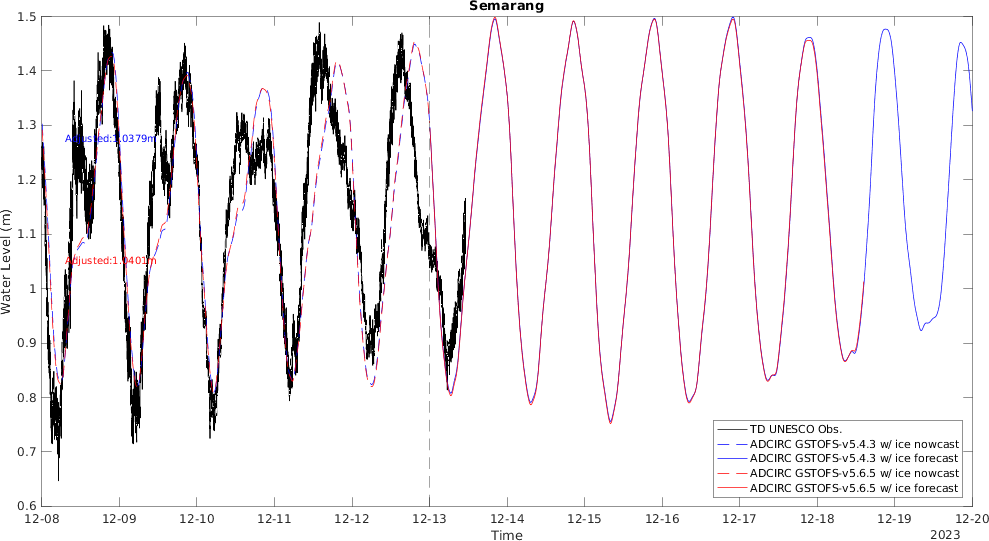 Semarang
Water Level (m)
1.5
1.4
1.3
1.2
1.1
1
0.9
0.8
0.7
0.6
Adjusted:1.0379m
Adjusted:1.0401m
TD UNESCO Obs.
ADCIRC GSTOFS-v5.4.3 w/ ice nowcast
ADCIRC GSTOFS-v5.4.3 w/ ice forecast
ADCIRC GSTOFS-v5.6.5 w/ ice nowcast
ADCIRC GSTOFS-v5.6.5 w/ ice forecast
12-08 12-09 12-10 12-11 12-12 12-13 12-14 12-15 12-16 12-17 12-18 12-19 12-20
Time
2023